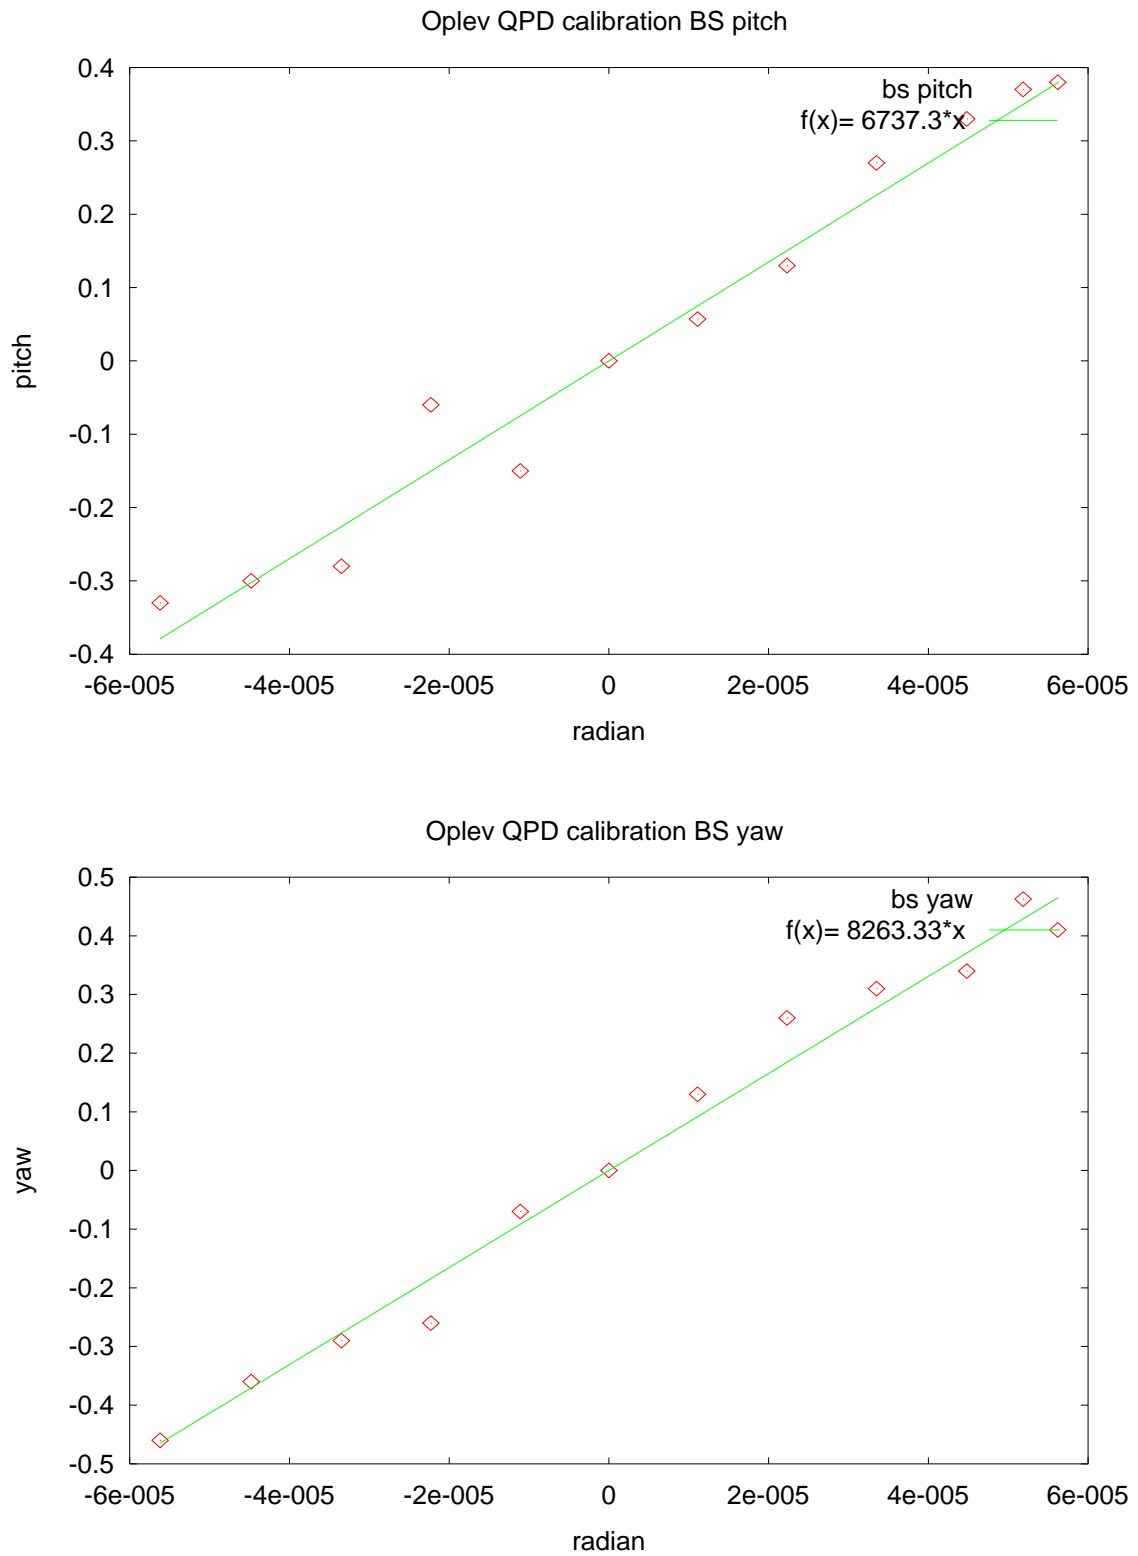 Oplev QPD calibration BS pitch
0.4
bs pitch
f(x)= 6737.3*x
0.3
0.2
0.1
0
pitch
-0.1
-0.2
-0.3
-0.4
-6e-005 -4e-005 -2e-005 0 2e-005 4e-005 6e-005
radian
Oplev QPD calibration BS yaw
0.5
bs yaw
f(x)= 8263.33*x
0.4
0.3
0.2
0.1
0
yaw
-0.1
-0.2
-0.3
-0.4
-0.5
-6e-005 -4e-005 -2e-005 0 2e-005 4e-005 6e-005
radian